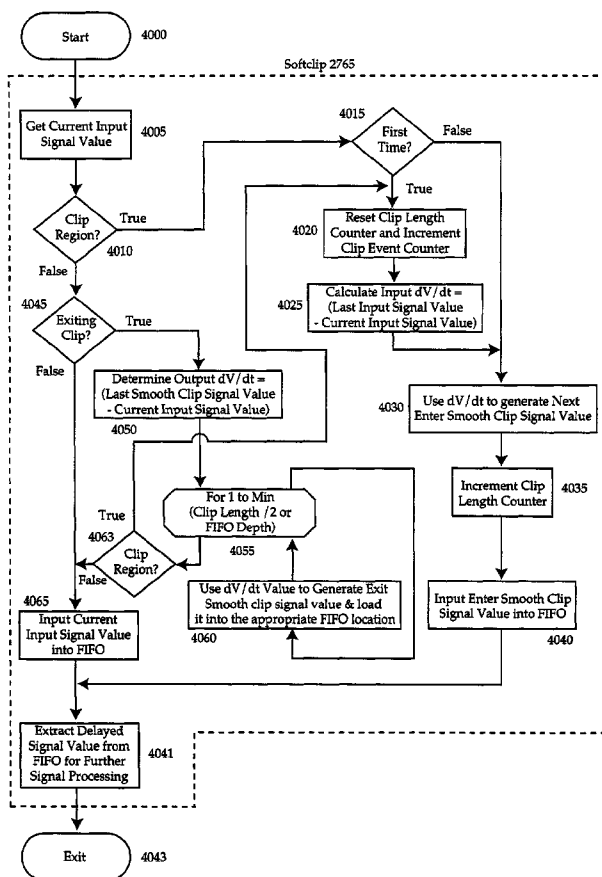 Start
4000
Softclip 2765
Get Current Input
Signal Value
4005
4015
First
Time?
False
True
Clip
Region?
True
4010
False
4020
Reset Clip Length
Counter and Increment
Clip Event Counter
4025
Calculate Input dV/dt =
(Last Input Signal Value
- Current Input Signal Value)
4045
Exiting
Clip?
True
False
Determine Output dV/dt =
(Last Smooth Clip Signal Value
- Current Input Signal Value)
4050
4030
Use dV/dt to generate Next
Enter Smooth Clip Signal Value
Increment Clip
Length Counter
4035
For 1 to Min
(Clip Length /2 or
FIFO Depth)
4055
True
4063
Clip
Region?
False
Use dV/dt Value to Generate Exit
Smooth clip signal value & load
it into the appropriate FIFO location
4060
Input Enter Smooth Clip
Signal Value into FIFO
4040
4065
Input Current
Input Signal Value
into FIFO
Extract Delayed
Signal Value from
FIFO for Further
Signal Processing
4041
Exit
4043